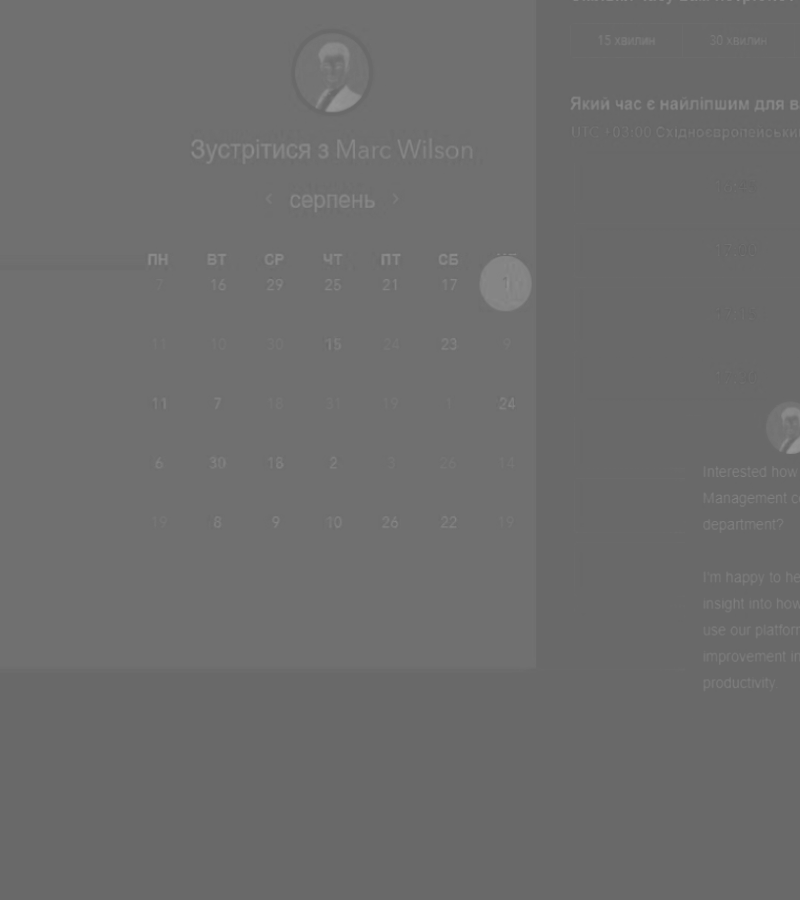 15 хвилин 30 хвилин
Який час є найліпшим для в
UTC +03:00 Східноєвропейськи
Зустрітися з Marc Wilson
‹ серпень ›
ПН ВТ СР ЧТ ПТ СБ
7 16 29 25 21 17 1
11 10 30 15 24 23 9
11 7 18 31 19 1 24
6 30 18 2 3 26 14
19 8 9 10 26 22 19
Interested how
Management co
department?
I'm happy to he
insight into how
use our platfor
improvement in
productivity.